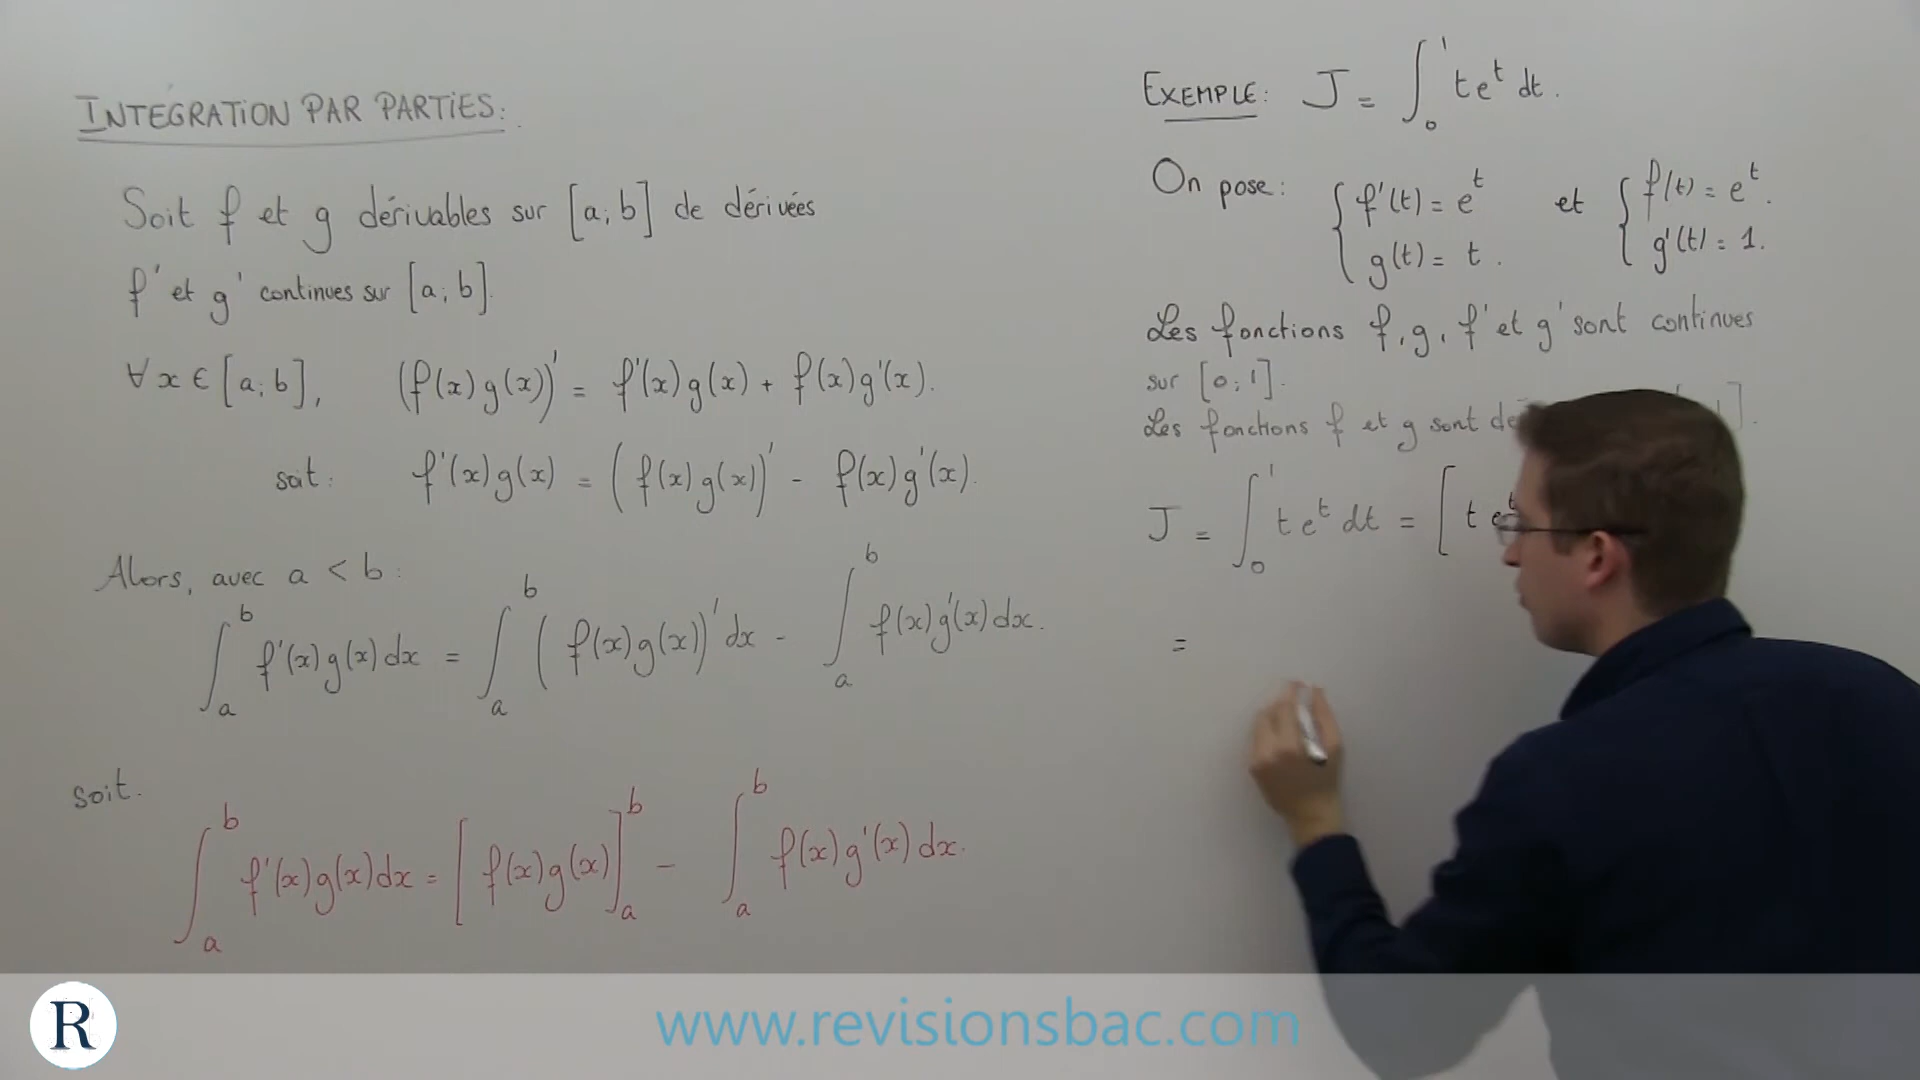 INTÉGRATION PAR PARTIES:
Soit f et g dérivables sur [a; b] de dérivées
f' et g' continues sur [a; b].
∀ x ∈ [a; b], (f(x)g(x))' = f'(x)g(x) + f(x)g'(x).
soit: f'(x)g(x) = (f(x)g(x))' - f(x)g'(x).
Alors, avec a < b:
∫_a^b f'(x)g(x)dx = ∫_a^b (f(x)g(x))' dx - ∫_a^b f(x)g'(x)dx.
soit.
∫_a^b f'(x)g(x)dx = [f(x)g(x)]_a^b - ∫_a^b f(x)g'(x)dx.
EXEMPLE: J = ∫_0^1 te^t dt.
On pose: { f'(t) = e^t et { f(t) = e^t.
g(t) = t. g'(t) = 1.
Les fonctions f, g, f' et g' sont continues
sur [0; 1].
Les fonctions f et g sont
J = ∫_0^1 t e^t dt = [t e^t
=
R
www.revisionsbac.com